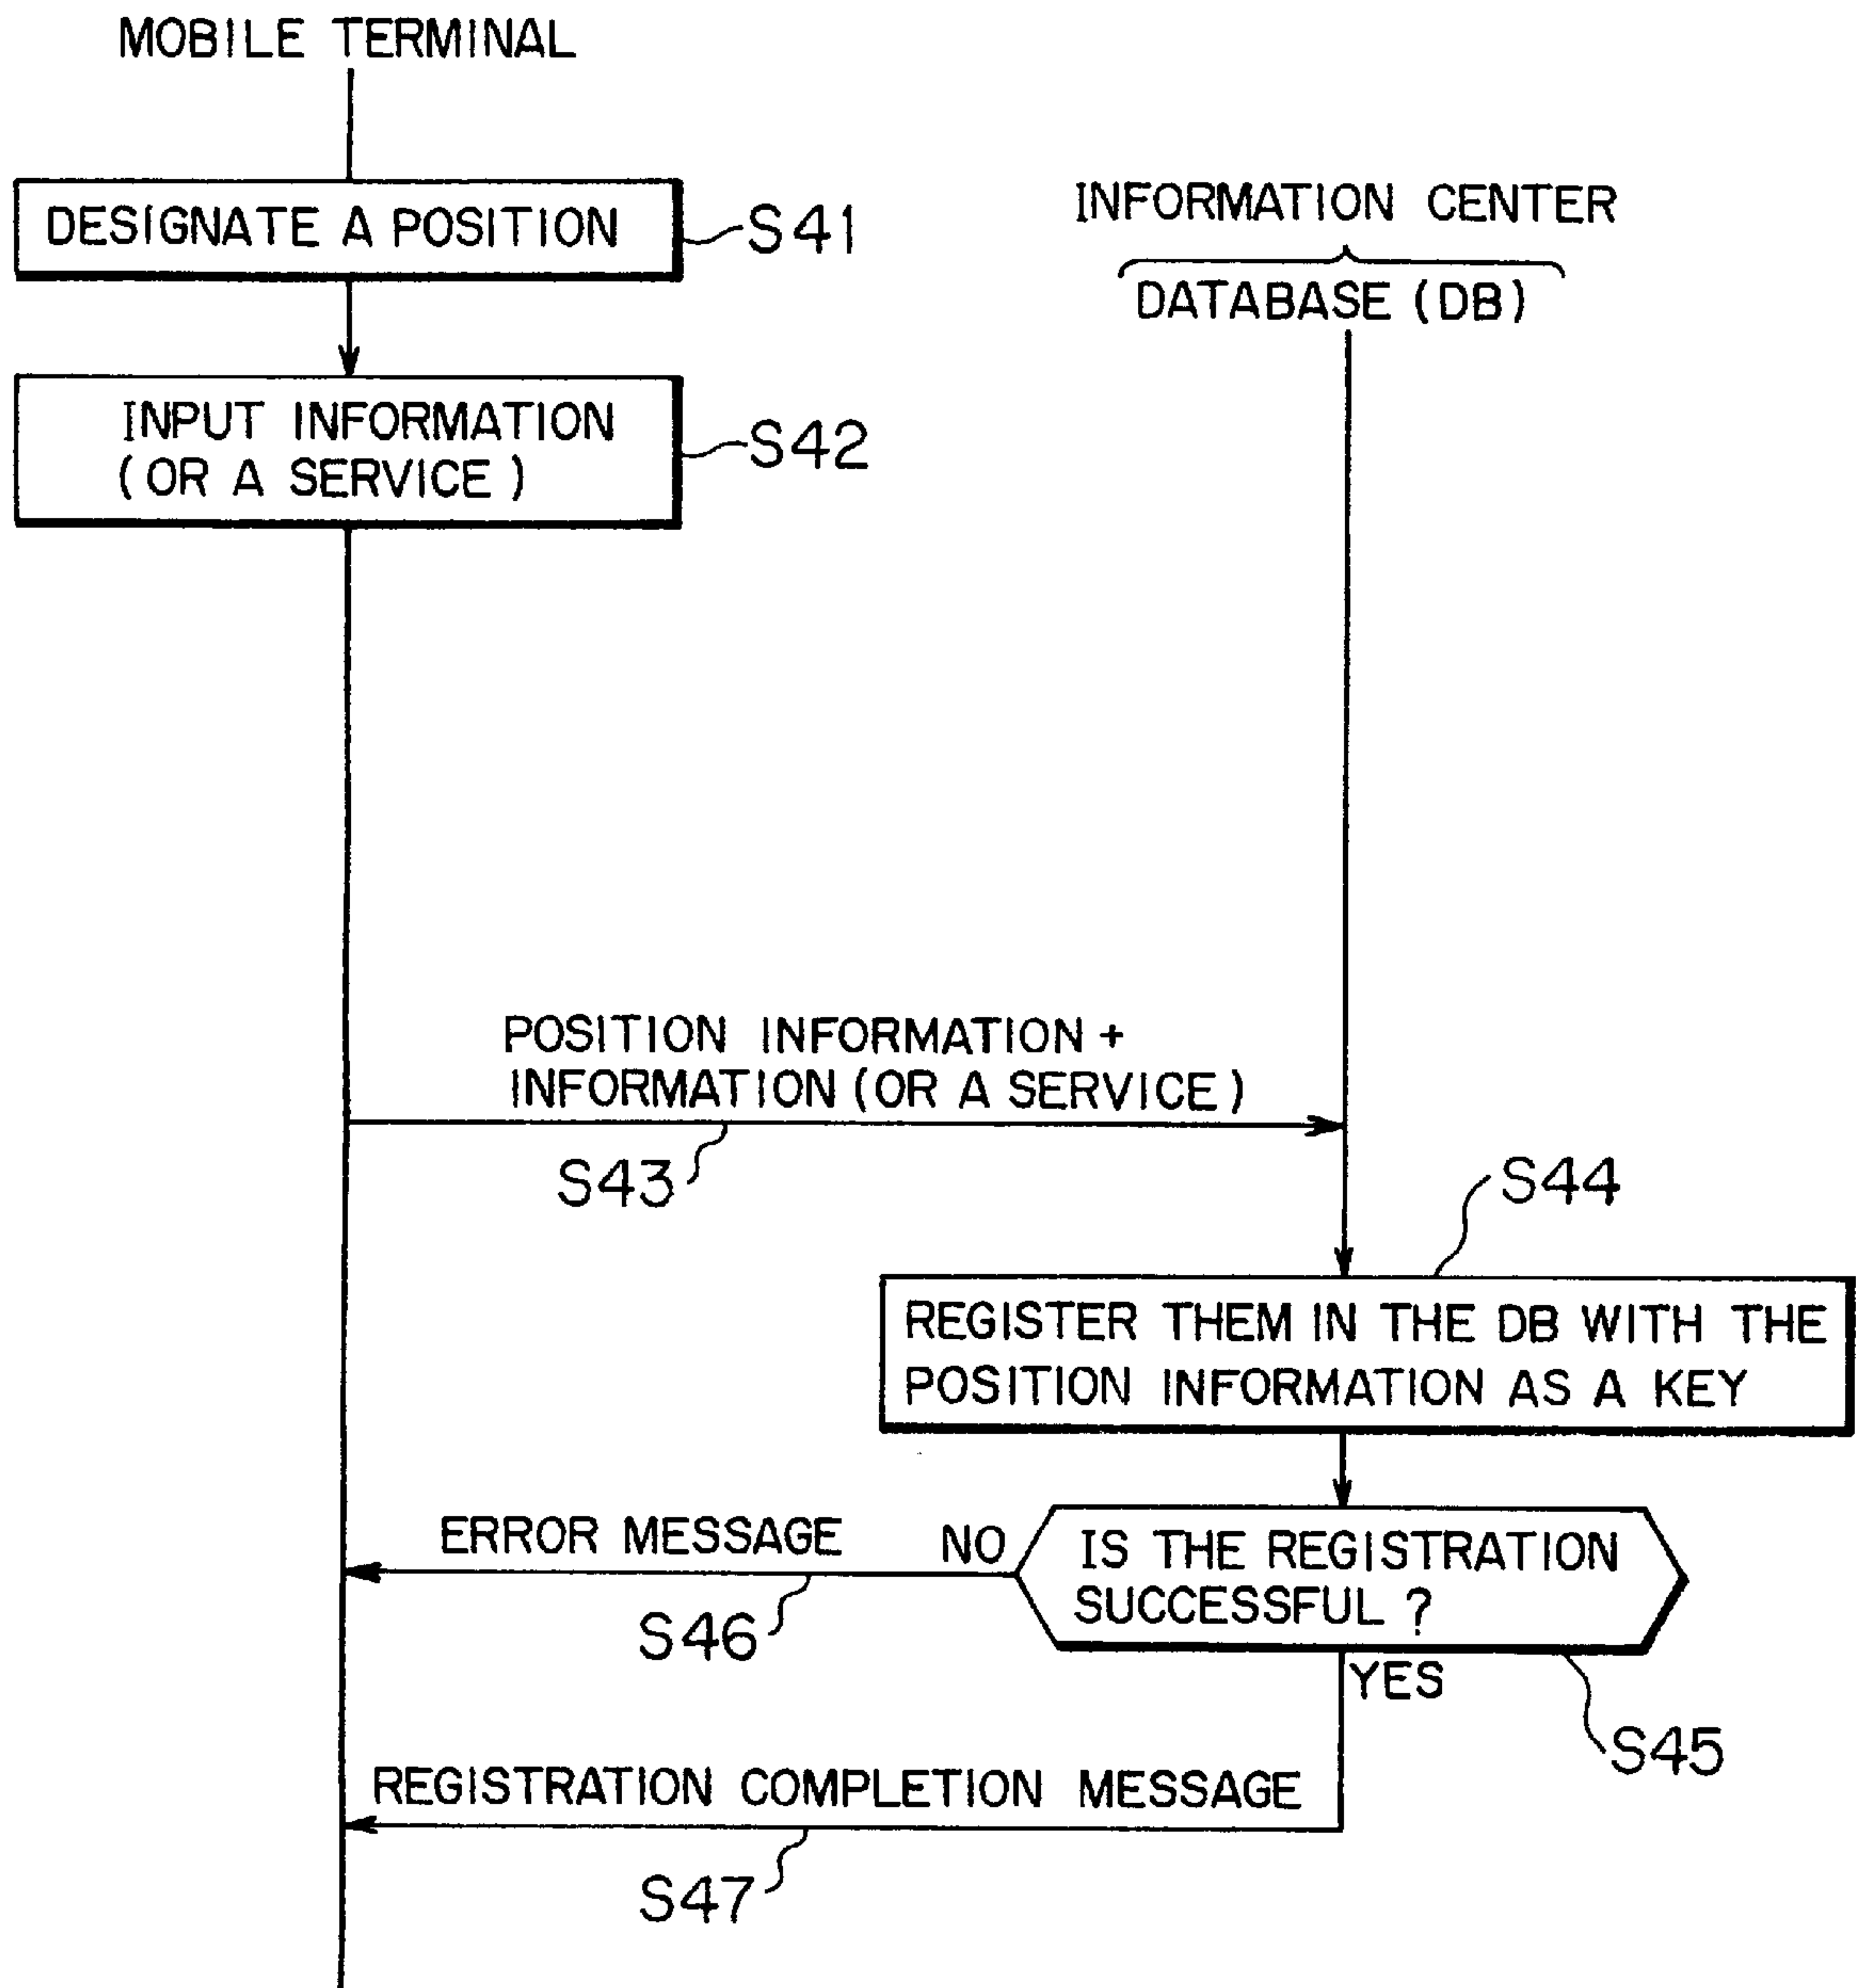 MOBILE TERMINAL
DESIGNATE A POSITION
S41
INFORMATION CENTER
DATABASE (DB)
INPUT INFORMATION
(OR A SERVICE)
S42
POSITION INFORMATION +
INFORMATION (OR A SERVICE)
S43
S44
REGISTER THEM IN THE DB WITH THE
POSITION INFORMATION AS A KEY
ERROR MESSAGE
NO
IS THE REGISTRATION
SUCCESSFUL ?
S46
YES
S45
REGISTRATION COMPLETION MESSAGE
S47